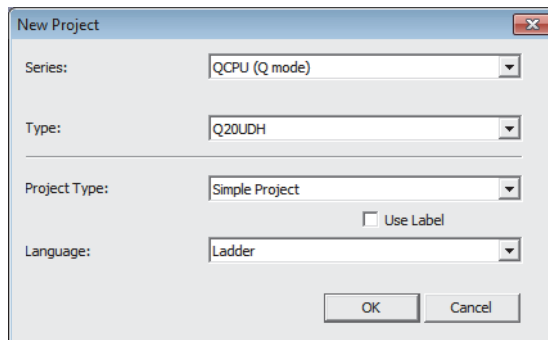 New Project
Series: QCPU (Q mode)
Type: Q20UDH
Project Type: Simple Project
Use Label
Language: Ladder
OK Cancel